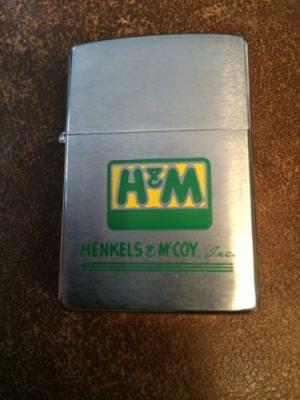 H&M
HENKELS & McCOY, Inc.